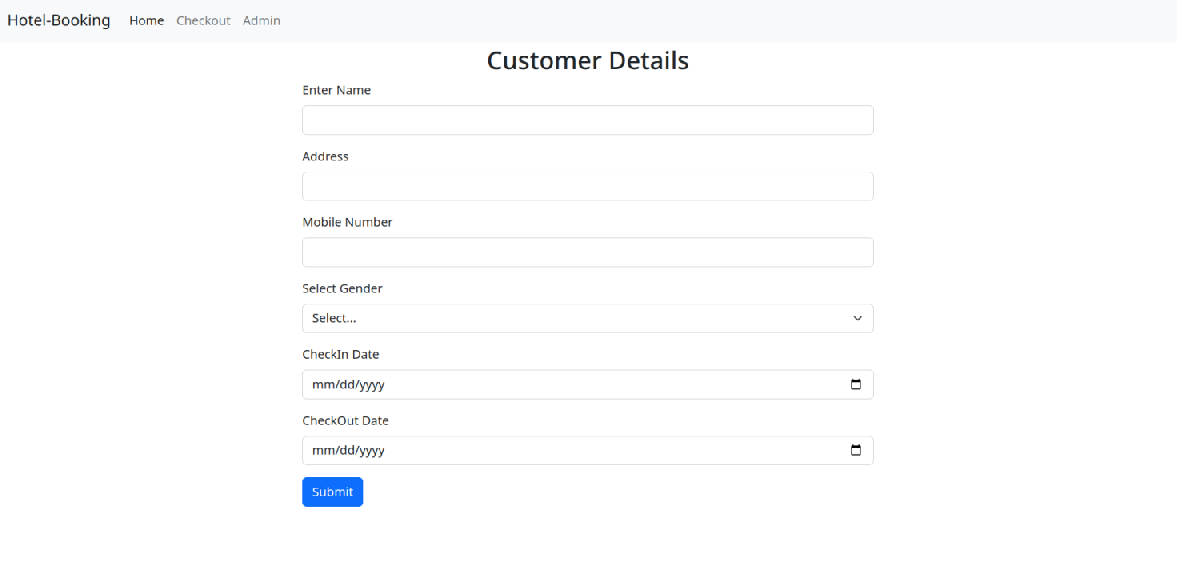 Hotel-Booking Home Checkout Admin
Customer Details
Enter Name
Address
Mobile Number
Select Gender
Select...
CheckIn Date
mm/dd/yyyy
CheckOut Date
mm/dd/yyyy
Submit